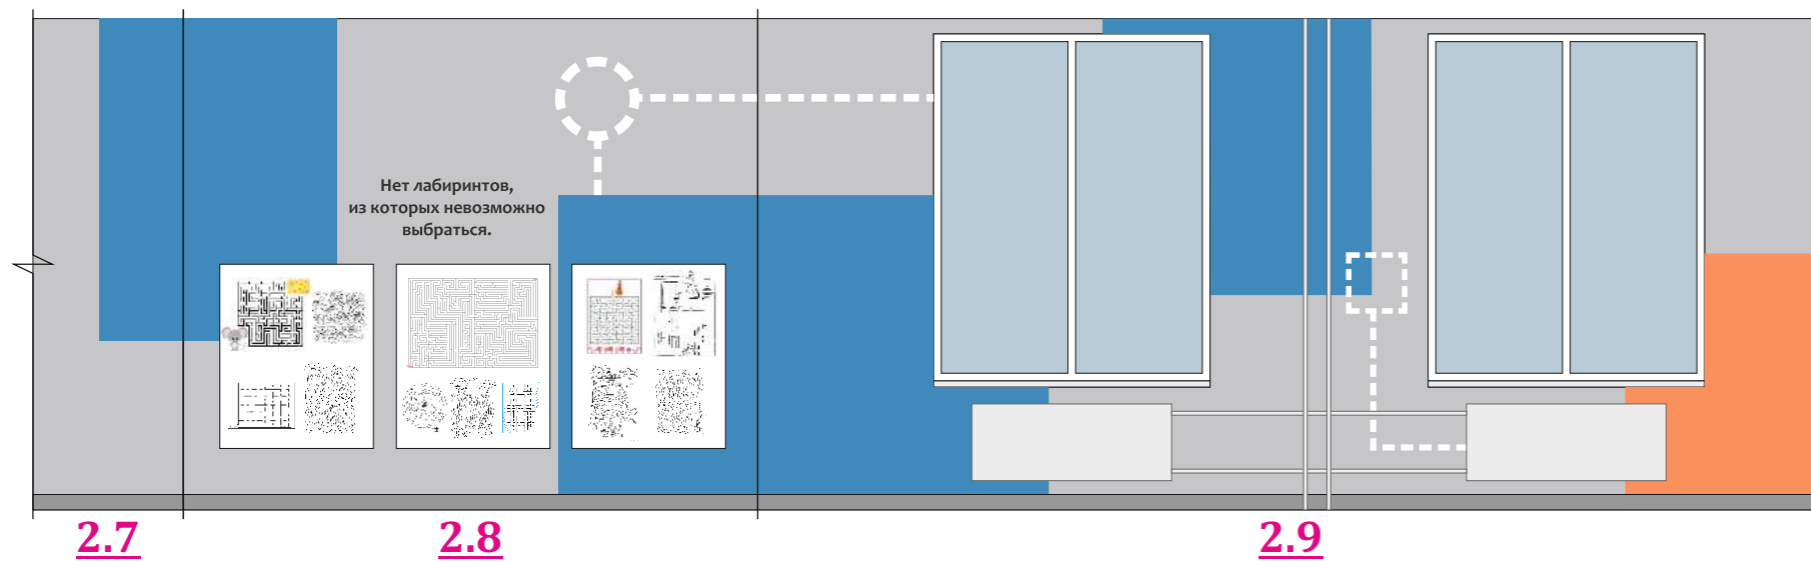 Нет лабиринтов,
из которых невозможно
выбраться.
2.7
2.8
2.9